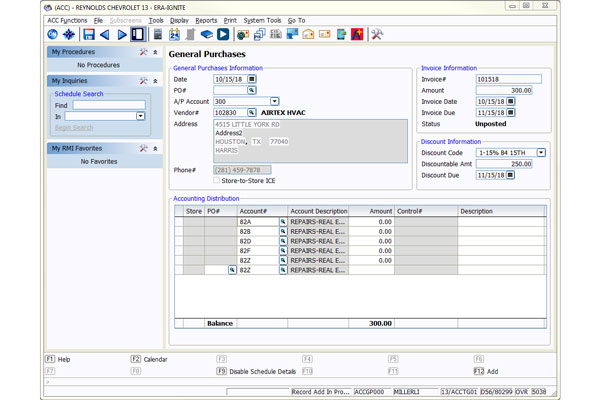 (ACC) - REYNOLDS CHEVROLET 13 - ERA-IGNITE
ACC Functions File Subscreens Tools Display Reports Print System Tools Go To
My Procedures
No Procedures
My Inquiries
Schedule Search
Find
In
Begin Search
My RMI Favorites
No Favorites
General Purchases
General Purchases Information
Date 10/15/18
PO#
A/P Account 300
Vendor# 102830 AIRTEX HVAC
Address 4515 LITTLE YORK RD
Address2
HOUSTON, TX 77040
HARRIS
Phone# (281) 459-7878
Store-to-Store ICE
Invoice Information
Invoice# 101518
Amount 300.00
Invoice Date 10/15/18
Invoice Due 11/15/18
Status Unposted
Discount Information
Discount Code 1-15% B4 15TH
Discountable Amt 250.00
Discount Due 11/15/18
Accounting Distribution
Store PO# Account# Account Description Amount Control# Description
82A REPAIRS-REAL E... 0.00
82B REPAIRS-REAL E... 0.00
82D REPAIRS-REAL E... 0.00
82F REPAIRS-REAL E... 0.00
82Z REPAIRS-REAL E... 0.00
82Z REPAIRS-REAL E...
Balance 300.00
F1 Help F2 Calendar F3 F4 F5 F6
F7 F8 F9 Disable Schedule Details F10 F11 F12 Add
>
Record Add In Pro... ACCGP000 MILLERLI 13/ACCTG01 D56/80299 OVR 5038